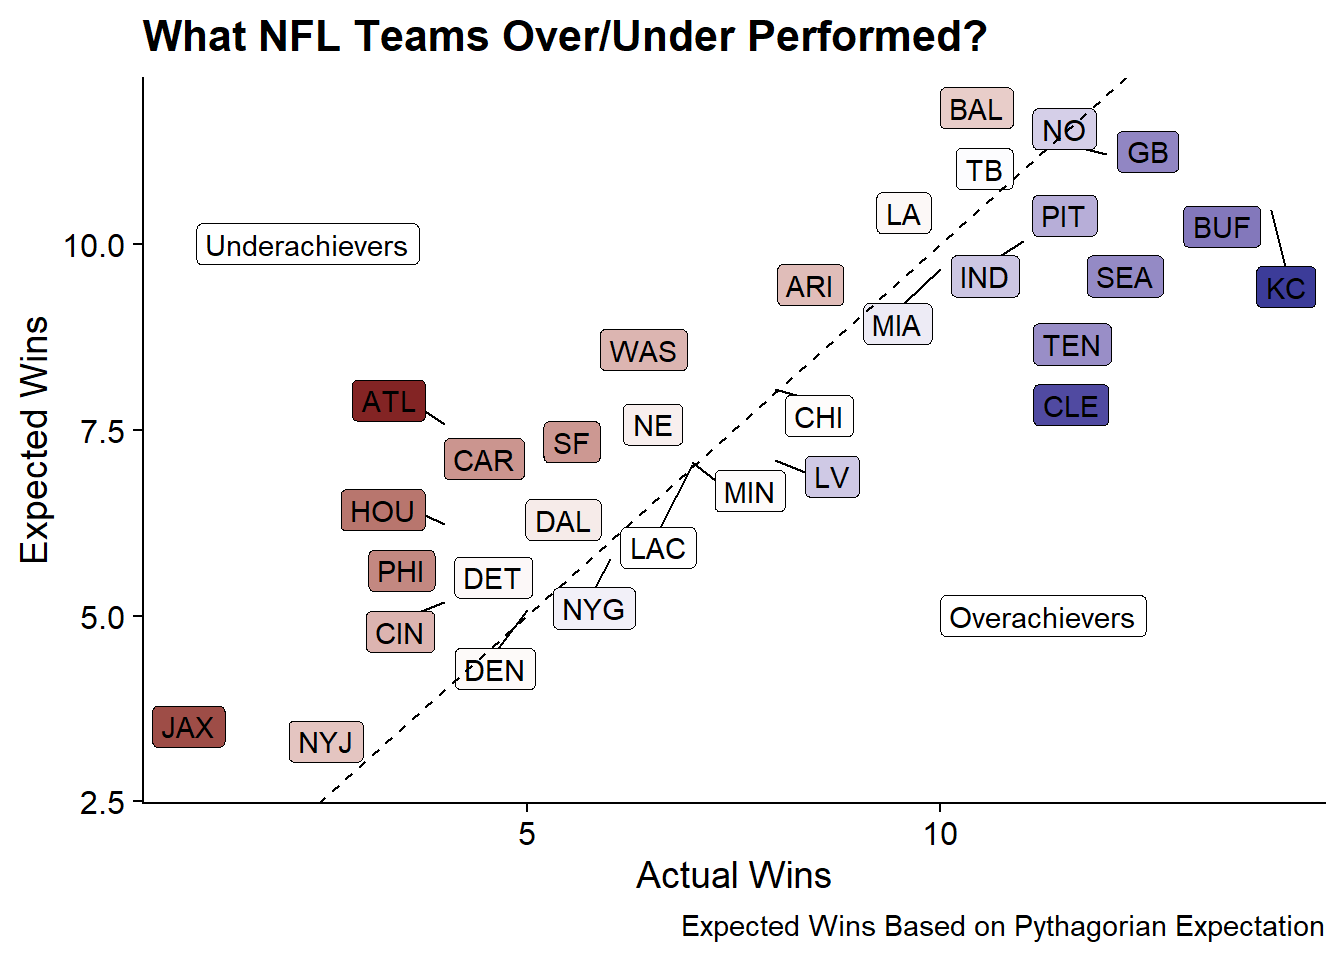 What NFL Teams Over/Under Performed?
BAL
NO
GB
TB
LA
PIT
BUF
10.0
Underachievers
ARI
IND
SEA
KC
MIA
WAS
TEN
ATL
CLE
NE
CHI
7.5
SF
CAR
LV
MIN
HOU
DAL
LAC
PHI
DET
NYG
5.0
Overachievers
CIN
DEN
JAX
NYJ
2.5
Expected Wins
5
10
Actual Wins
Expected Wins Based on Pythagorian Expectation